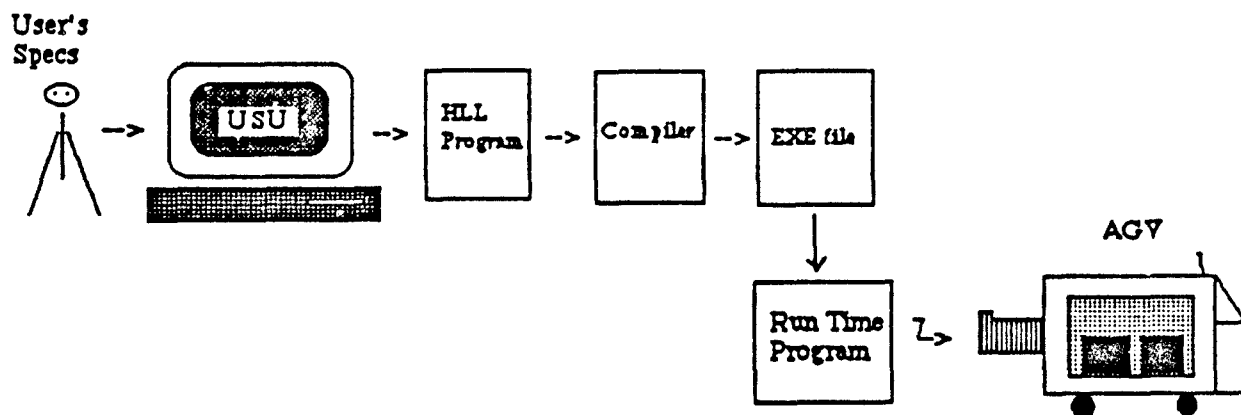 User's
Specs
USU
HLL
Program
Compiler
EXE file
AGV
Run Time
Program